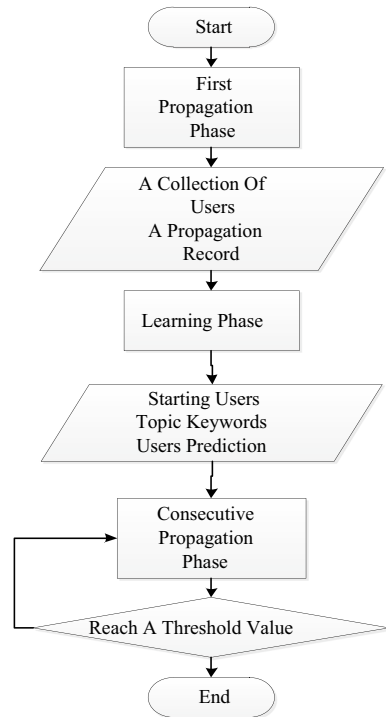 Start
First
Propagation
Phase
A Collection Of
Users
A Propagation
Record
Learning Phase
Starting Users
Topic Keywords
Users Prediction
Consecutive
Propagation
Phase
Reach A Threshold Value
End